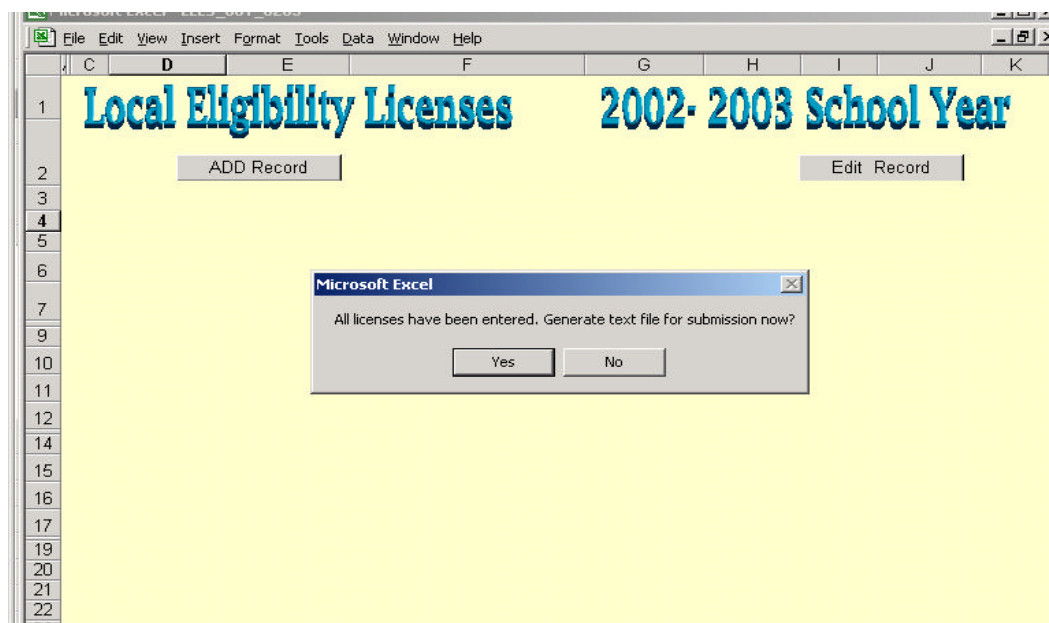 File Edit View Insert Format Tools Data Window Help
C D E F G H I J K
1 Local Eligibility Licenses 2002- 2003 School Year
2 ADD Record Edit Record
3
4
5
6
Microsoft Excel
7 All licenses have been entered. Generate text file for submission now?
9
10 Yes No
11
12
14
15
16
17
19
20
21
22